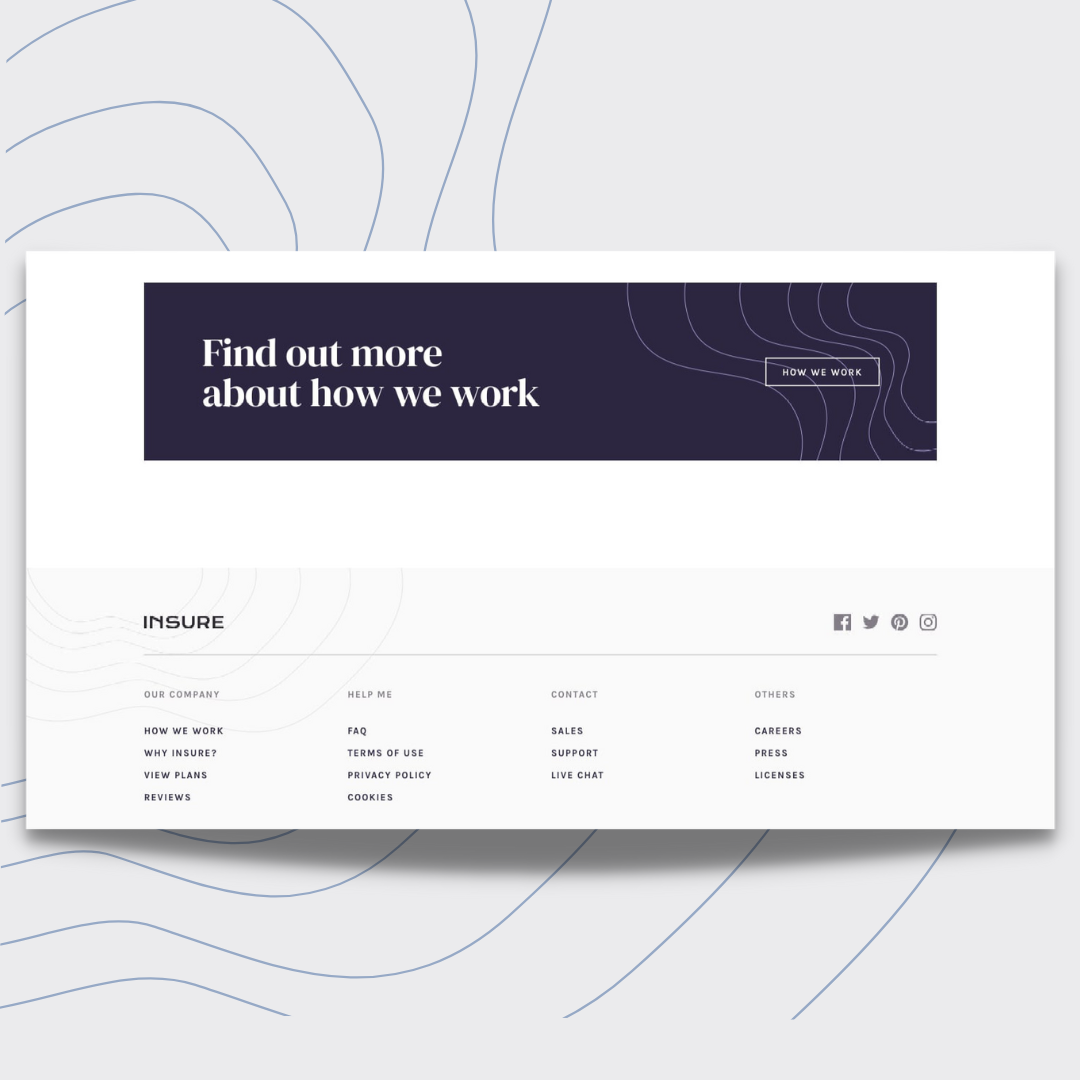 Find out more
about how we work
HOW WE WORK
INSURE
OUR COMPANY
HOW WE WORK
WHY INSURE?
VIEW PLANS
REVIEWS
HELP ME
FAQ
TERMS OF USE
PRIVACY POLICY
COOKIES
CONTACT
SALES
SUPPORT
LIVE CHAT
OTHERS
CAREERS
PRESS
LICENSES